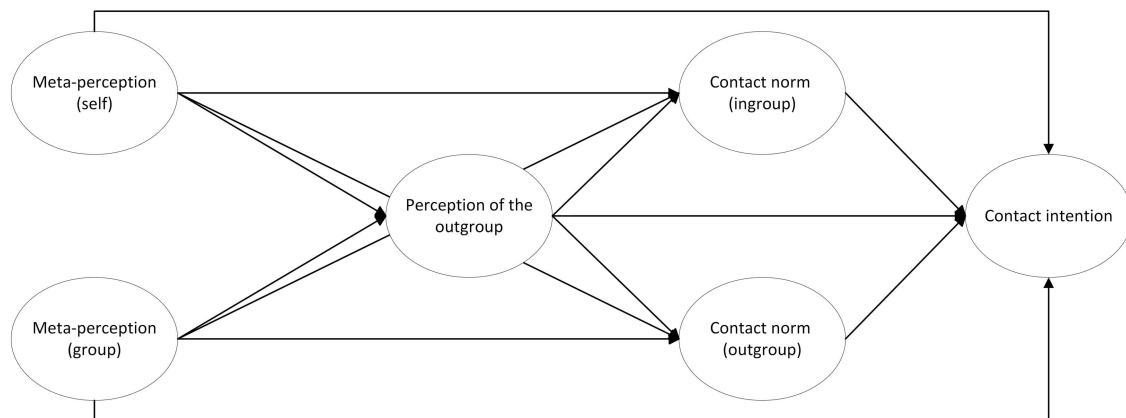 Meta-perception
(self)
Contact norm
(ingroup)
Perception of the
outgroup
Contact intention
Meta-perception
(group)
Contact norm
(outgroup)